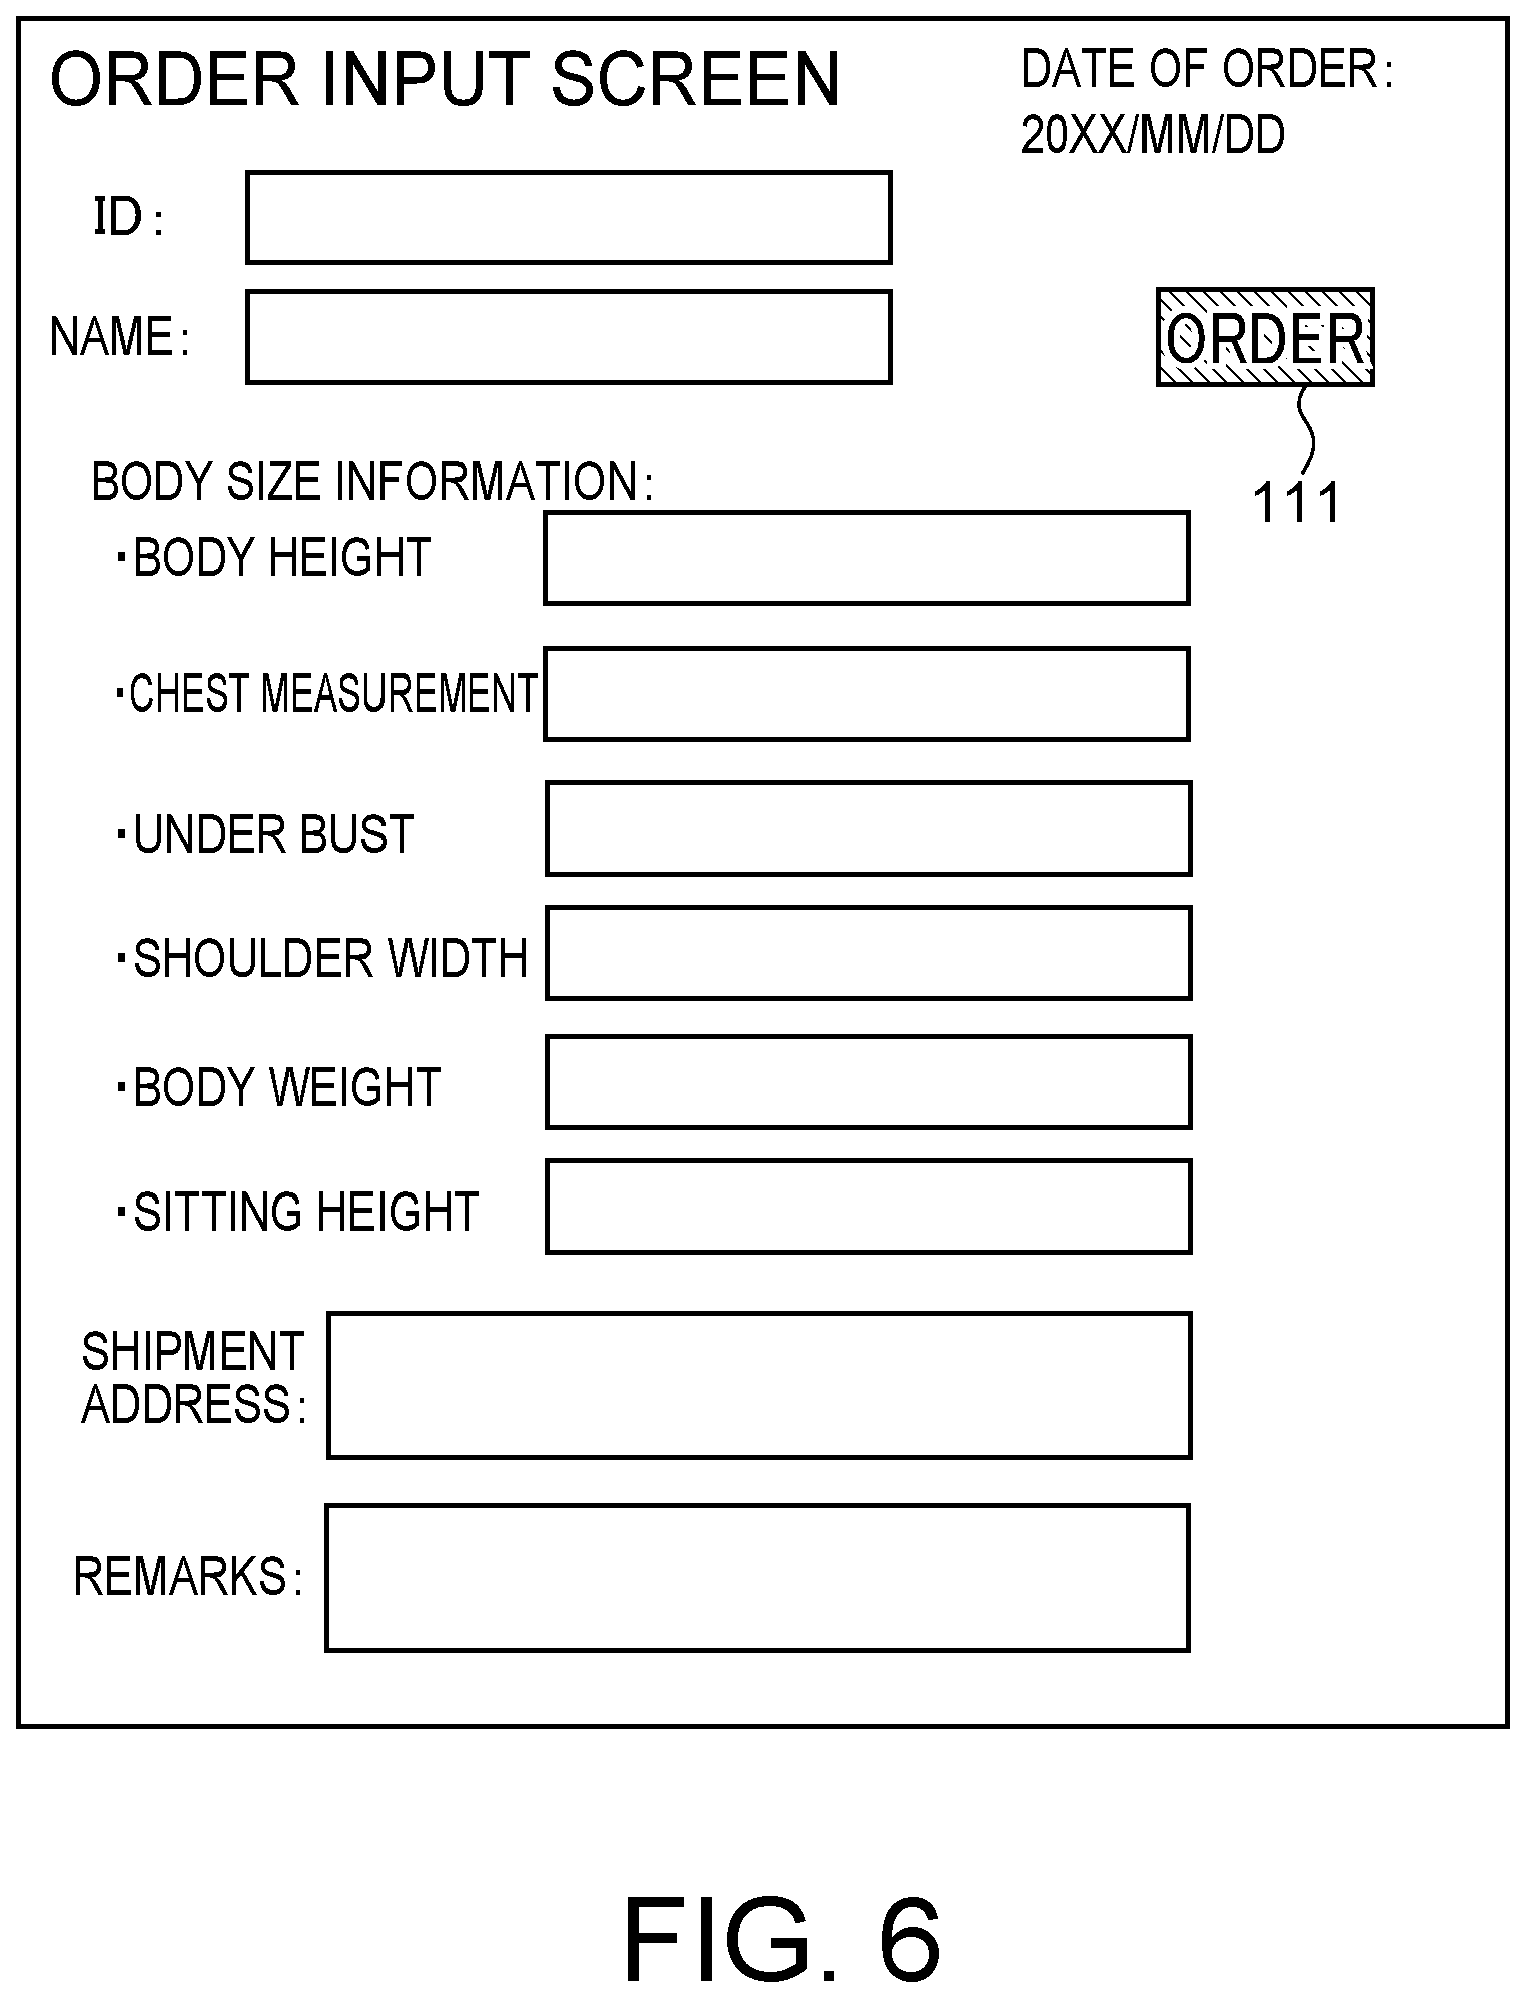 ORDER INPUT SCREEN
DATE OF ORDER:
20XX/MM/DD
ID:
NAME:
ORDER
111
BODY SIZE INFORMATION:
·BODY HEIGHT
·CHEST MEASUREMENT
·UNDER BUST
·SHOULDER WIDTH
·BODY WEIGHT
·SITTING HEIGHT
SHIPMENT
ADDRESS:
REMARKS:
FIG. 6